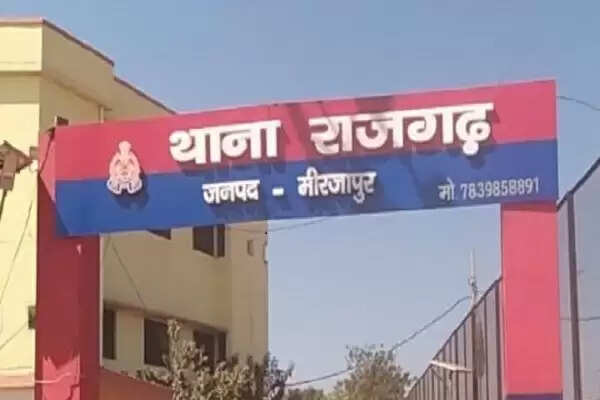 थाना राजगढ़
जनपद - मीरजापुर
मो. 7839858891